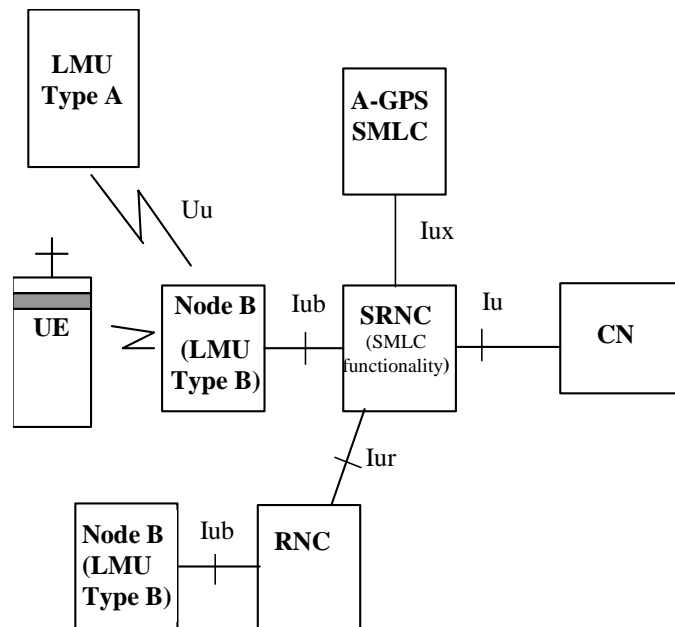 LMU
Type A
A-GPS
SMLC
Uu
Iux
UE
Node B
(LMU
Type B)
Iub
SRNC
(SMLC
functionality)
Iu
CN
Iur
Node B
(LMU
Type B)
Iub
RNC